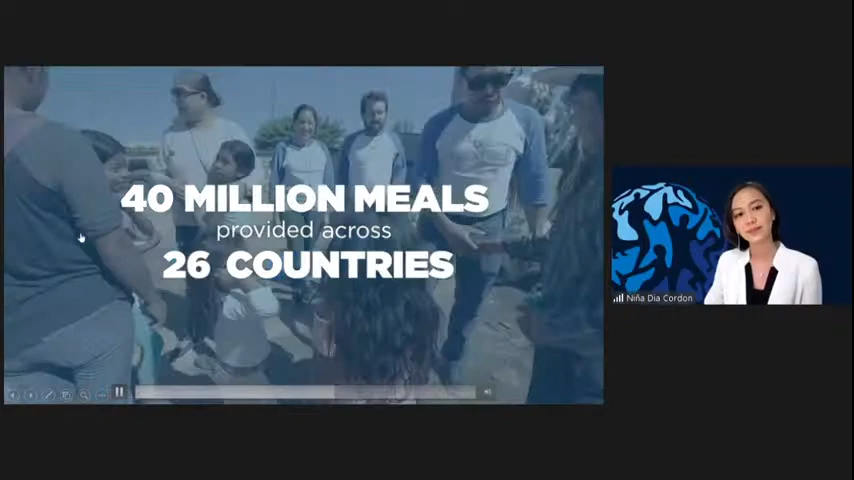 40 MILLION MEALS
provided across
26 COUNTRIES
Niña Dia Cordon